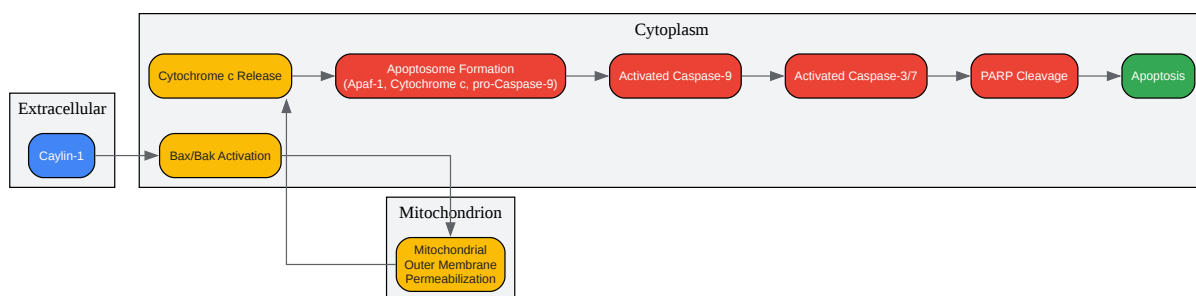 Cytoplasm
Cytochrome c Release
Apoptosome Formation
(Apaf-1, Cytochrome c, pro-Caspase-9)
Activated Caspase-9
Activated Caspase-3/7
PARP Cleavage
Apoptosis
Extracellular
Caylin-1
Bax/Bak Activation
Mitochondrion
Mitochondrial
Outer Membrane
Permeabilization